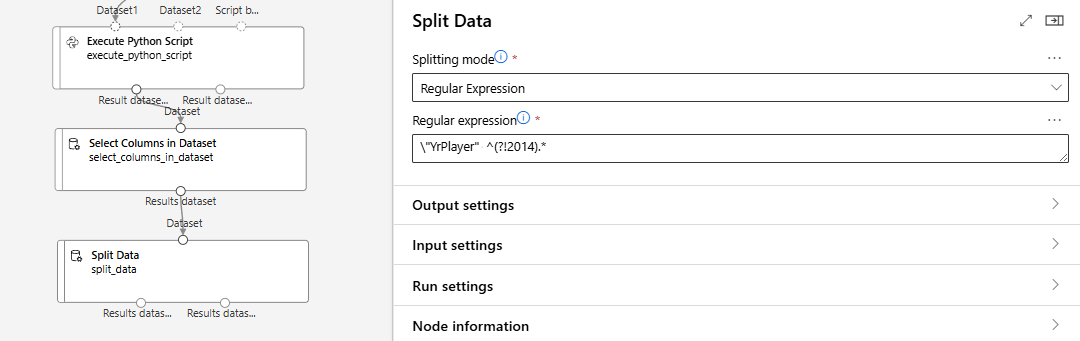 Dataset1 Dataset2 Script b...
Execute Python Script
execute_python_script
Result datase... Result datase...
Dataset
Select Columns in Dataset
select_columns_in_dataset
Results dataset
Dataset
Split Data
split_data
Results datas... Results datas...
Split Data
Splitting mode *
Regular Expression
Regular expression *
\"YrPlayer" ^(?!2014).*
Output settings
Input settings
Run settings
Node information